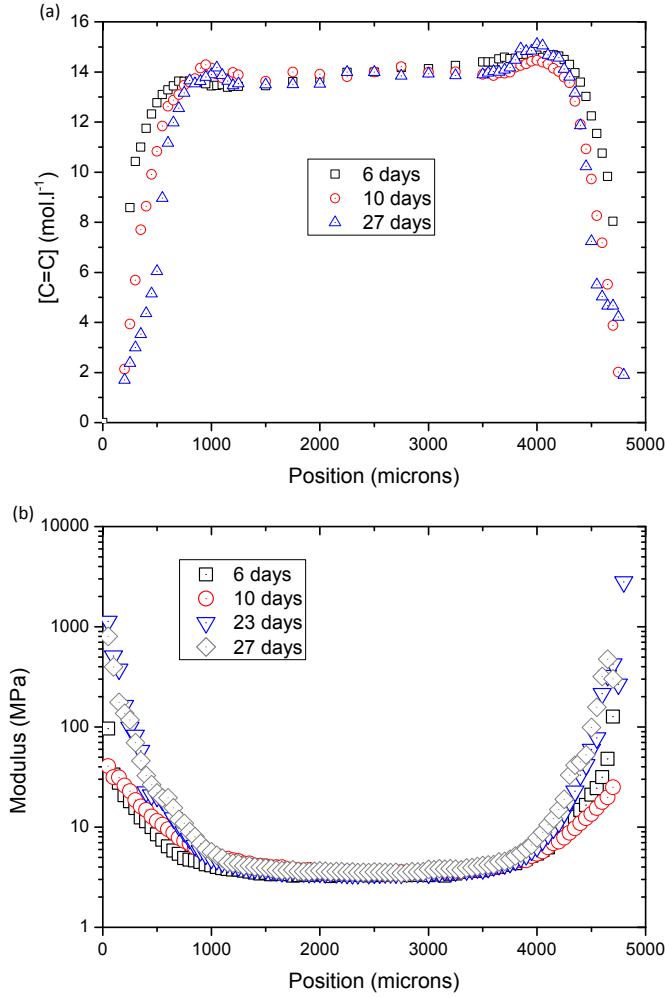 (a)
16
14
12
10
8
6
4
2
0
[C=C] (mol.l⁻¹)
6 days
10 days
27 days
0 1000 2000 3000 4000 5000
Position (microns)
(b)
10000
1000
100
10
1
Modulus (MPa)
6 days
10 days
23 days
27 days
0 1000 2000 3000 4000 5000
Position (microns)